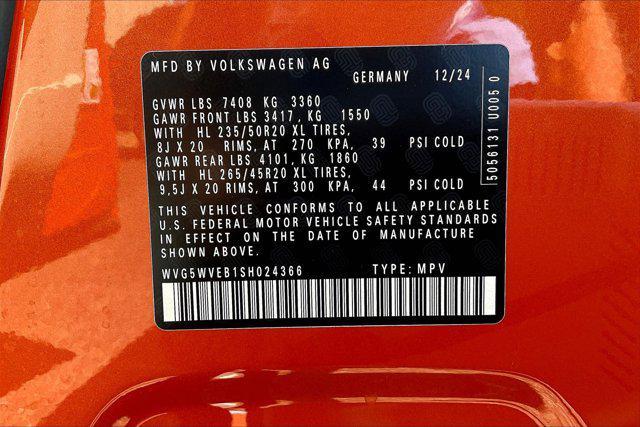 MFD BY VOLKSWAGEN AG
GERMANY 12/24
GVWR LBS 7408 KG 3360
GAWR FRONT LBS 3417, KG 1550
WITH HL 235/50R20 XL TIRES,
8J X 20 RIMS, AT 270 KPA, 39 PSI COLD
GAWR REAR LBS 4101, KG 1860
WITH HL 265/45R20 XL TIRES,
9,5J X 20 RIMS, AT 300 KPA, 44 PSI COLD
THIS VEHICLE CONFORMS TO ALL APPLICABLE
U.S. FEDERAL MOTOR VEHICLE SAFETY STANDARDS
IN EFFECT ON THE DATE OF MANUFACTURE
SHOWN ABOVE.
WVG5WVEB1SH024366 TYPE: MPV
5056131 U005 0